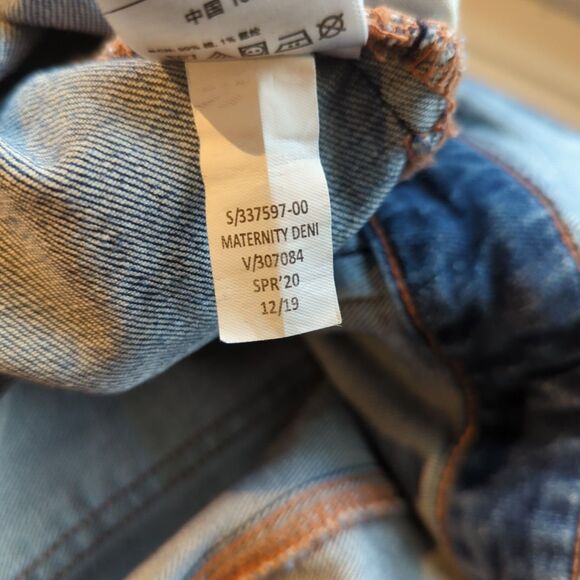 中国
S/337597-00
MATERNITY DENI
V/307084
SPR'20
12/19